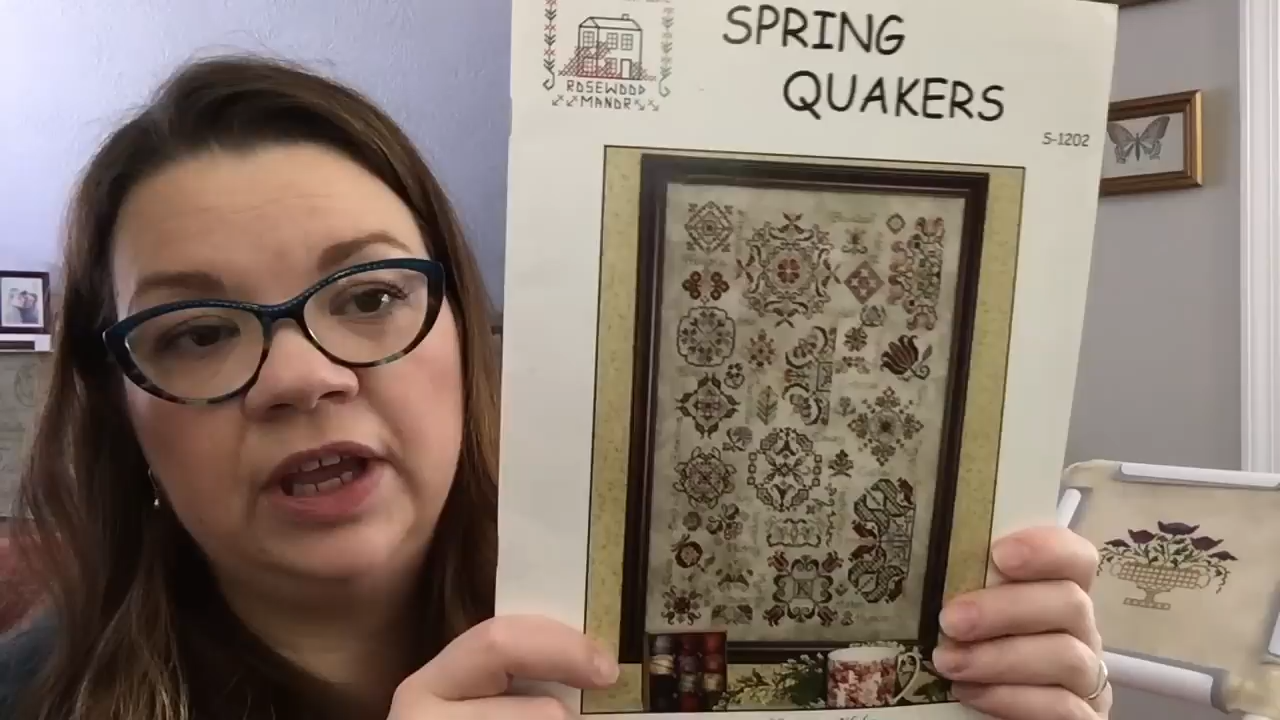 SPRING
QUAKERS
ROSEWOOD
MANOR
S-1202